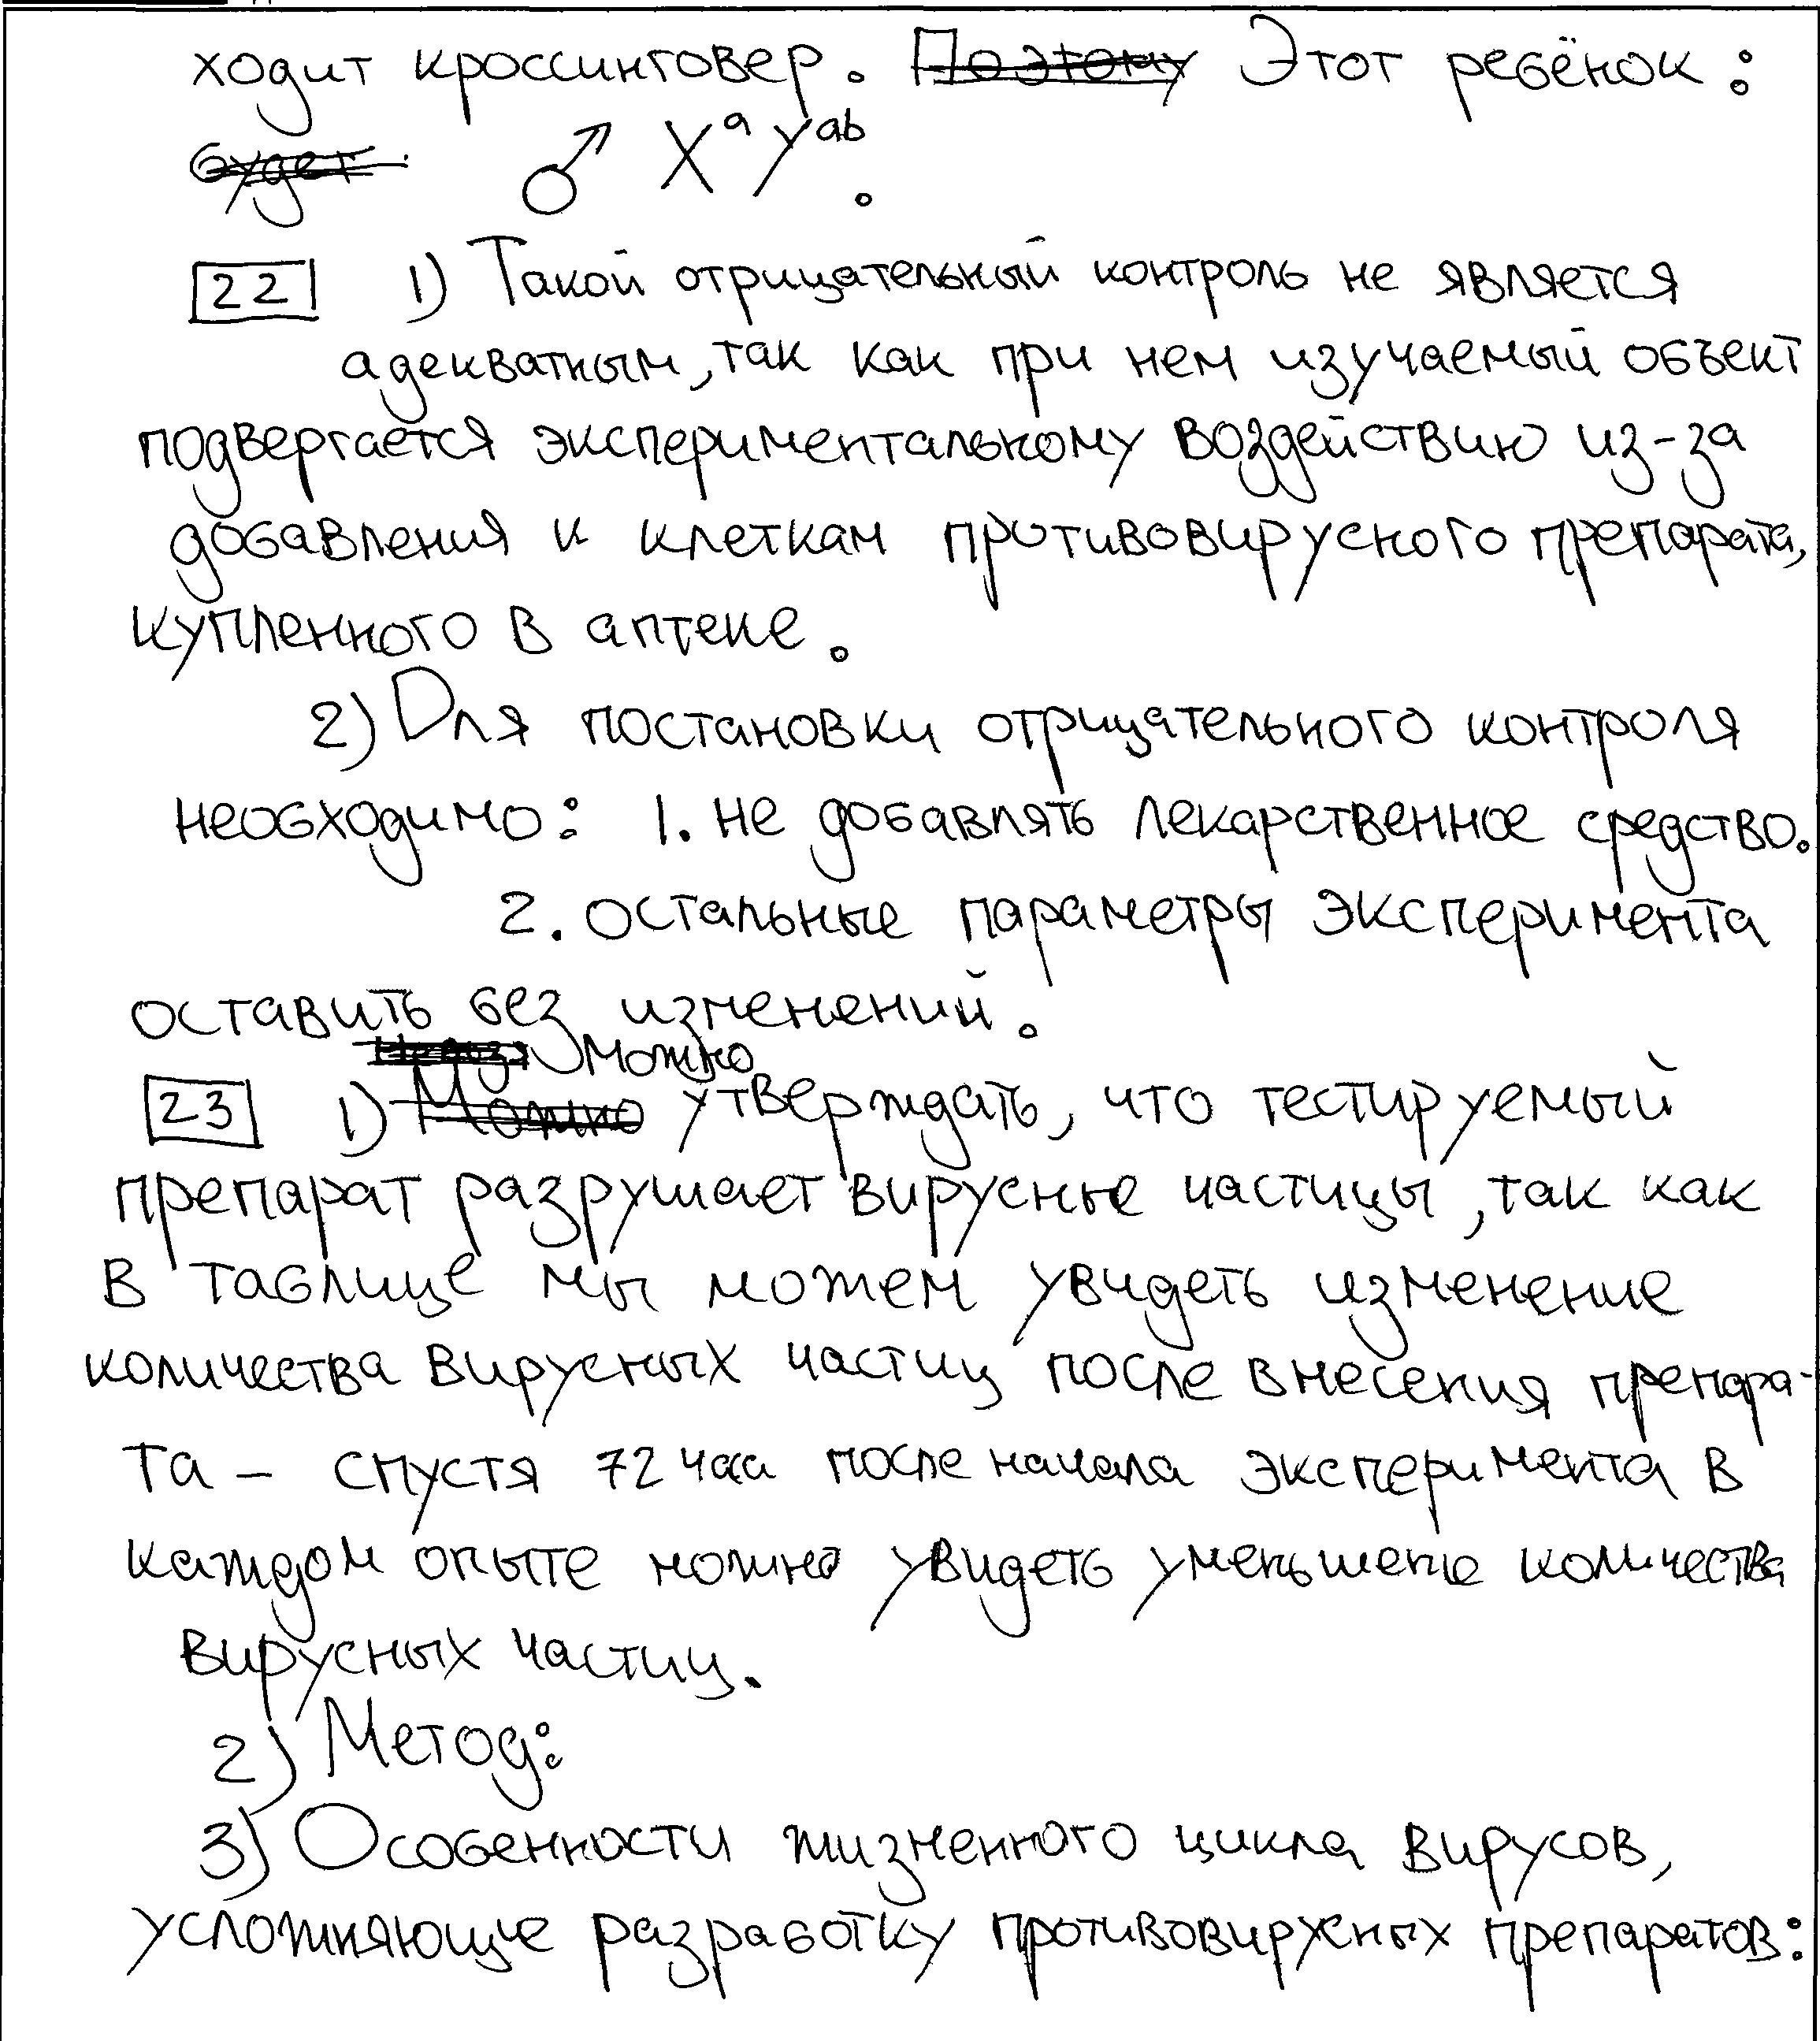 ходит кроссинговер. Поэтому Этот ребёнок:
будет ♂ XᵃYᵃᵇ.
22 1) Такой отрицательный контроль не является
адекватным, так как при нем изучаемый объект
подвергается экспериментальному воздействию из-за
добавления к клеткам противовирусного препарата,
купленного в аптеке.
2) Для постановки отрицательного контроля
необходимо: 1. не добавлять лекарственное средство.
2. остальные параметры эксперимента
оставить без изменений.
можно
23 1) Можно утверждать, что тестируемый
препарат разрушает вирусные частицы, так как
в таблице мы можем увидеть изменение
количества вирусных частиц после внесения препара-
та – спустя 72 часа после начала эксперимента в
каждом опыте можно увидеть уменьшение количества
вирусных частиц.
2) Метод:
3) Особенности жизненного цикла вирусов,
усложняющие разработку противовирусных препаратов: